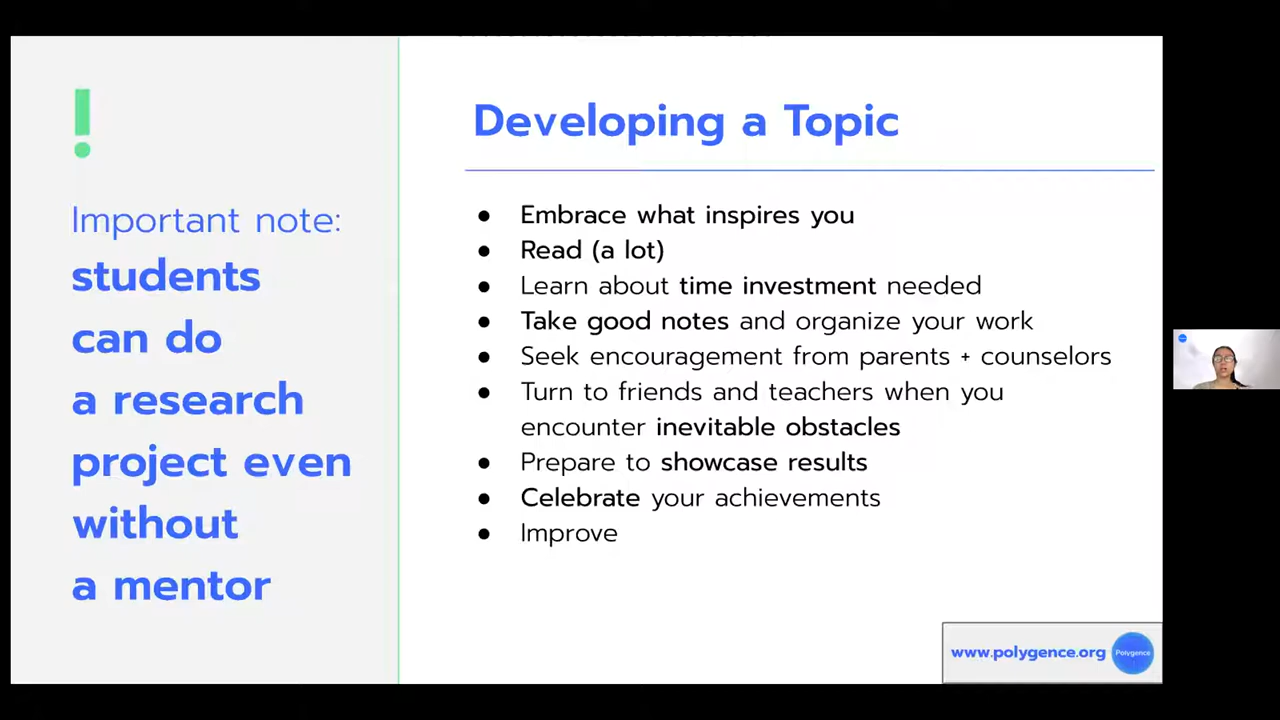 !
Important note:
students
can do
a research
project even
without
a mentor
Developing a Topic
● Embrace what inspires you
● Read (a lot)
● Learn about time investment needed
● Take good notes and organize your work
● Seek encouragement from parents + counselors
● Turn to friends and teachers when you
encounter inevitable obstacles
● Prepare to showcase results
● Celebrate your achievements
● Improve
www.polygence.org
Polygence